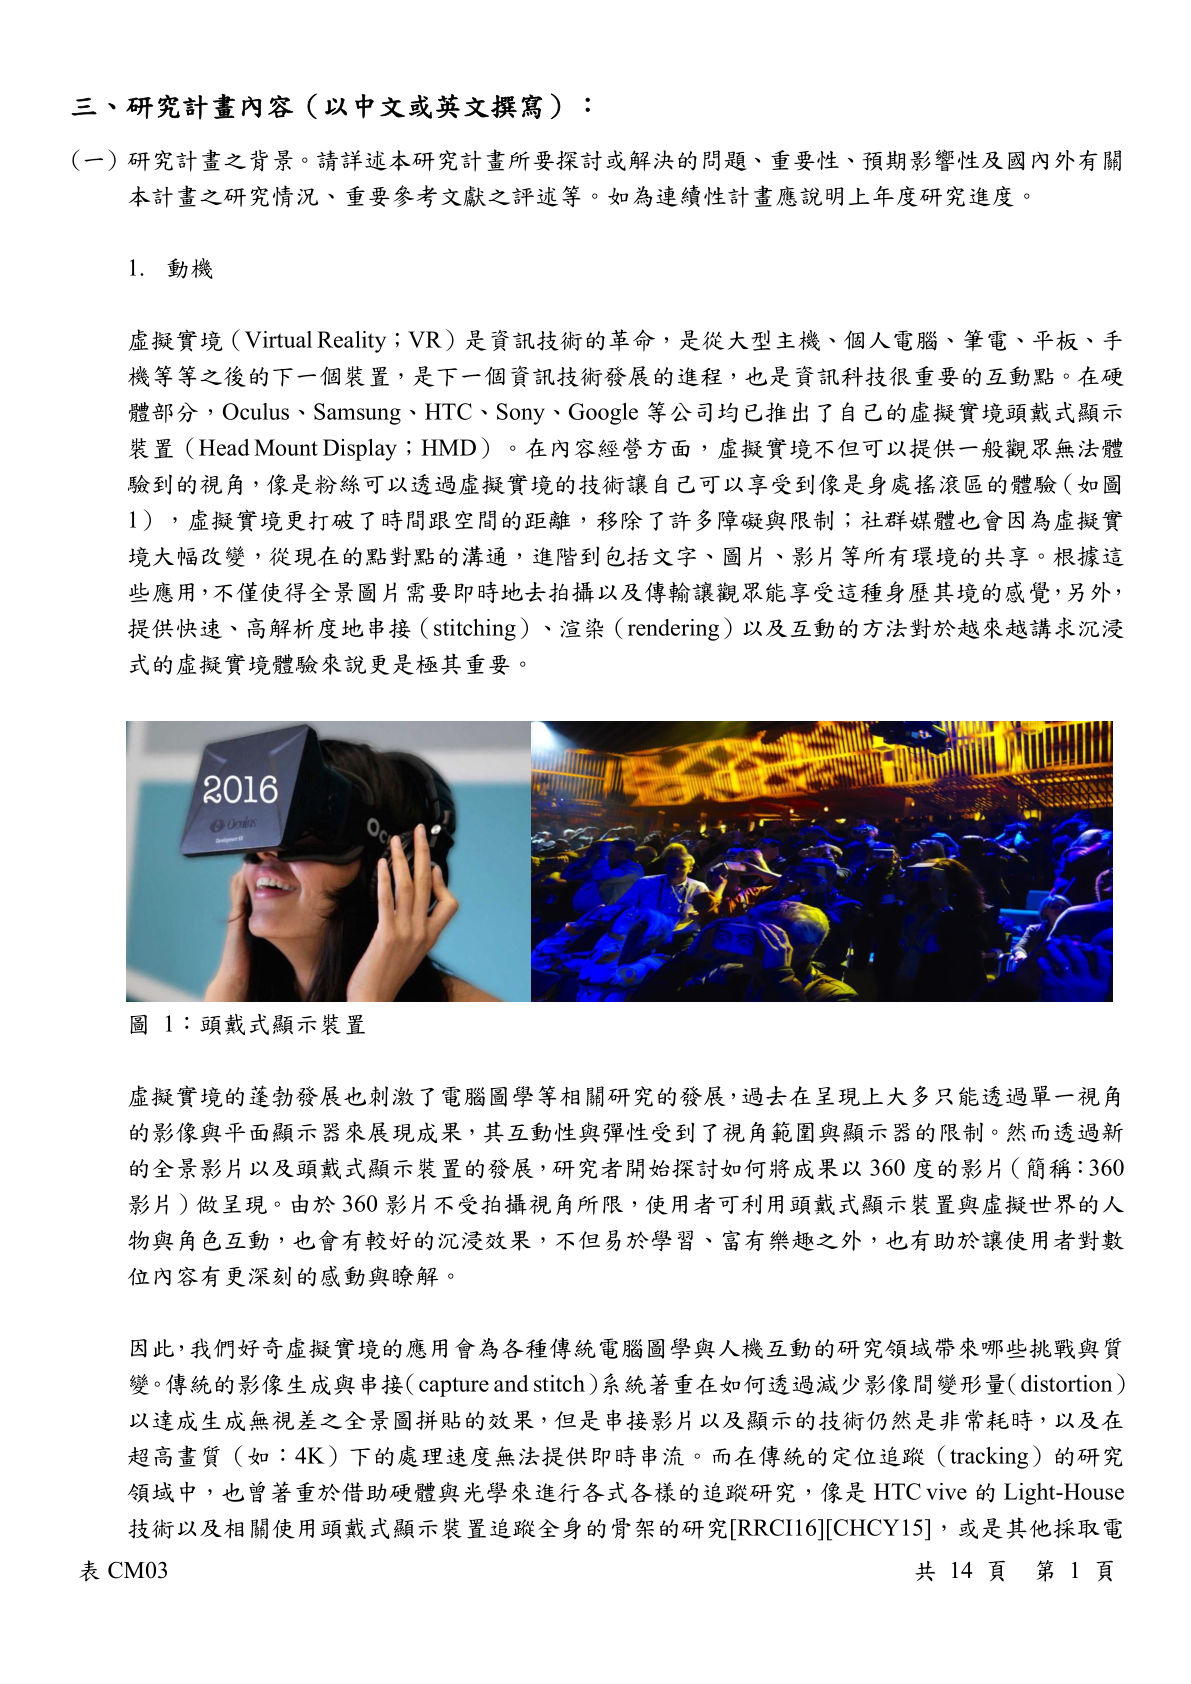 三、研究計畫內容（以中文或英文撰寫）：
（一）研究計畫之背景。請詳述本研究計畫所要探討或解決的問題、重要性、預期影響性及國內外有關
本計畫之研究情況、重要參考文獻之評述等。如為連續性計畫應說明上年度研究進度。
1. 動機
虛擬實境（Virtual Reality；VR）是資訊技術的革命，是從大型主機、個人電腦、筆電、平板、手
機等等之後的下一個裝置，是下一個資訊技術發展的進程，也是資訊科技很重要的互動點。在硬
體部分，Oculus、Samsung、HTC、Sony、Google 等公司均已推出了自己的虛擬實境頭戴式顯示
裝置（Head Mount Display；HMD）。在內容經營方面，虛擬實境不但可以提供一般觀眾無法體
驗到的視角，像是粉絲可以透過虛擬實境的技術讓自己可以享受到像是身處搖滾區的體驗（如圖
1），虛擬實境更打破了時間跟空間的距離，移除了許多障礙與限制；社群媒體也會因為虛擬實
境大幅改變，從現在的點對點的溝通，進階到包括文字、圖片、影片等所有環境的共享。根據這
些應用，不僅使得全景圖片需要即時地去拍攝以及傳輸讓觀眾能享受這種身歷其境的感覺，另外，
提供快速、高解析度地串接（stitching）、渲染（rendering）以及互動的方法對於越來越講求沉浸
式的虛擬實境體驗來說更是極其重要。
2016
Oculus
Development Kit
圖 1：頭戴式顯示裝置
虛擬實境的蓬勃發展也刺激了電腦圖學等相關研究的發展，過去在呈現上大多只能透過單一視角
的影像與平面顯示器來展現成果，其互動性與彈性受到了視角範圍與顯示器的限制。然而透過新
的全景影片以及頭戴式顯示裝置的發展，研究者開始探討如何將成果以 360 度的影片（簡稱：360
影片）做呈現。由於 360 影片不受拍攝視角所限，使用者可利用頭戴式顯示裝置與虛擬世界的人
物與角色互動，也會有較好的沉浸效果，不但易於學習、富有樂趣之外，也有助於讓使用者對數
位內容有更深刻的感動與瞭解。
因此，我們好奇虛擬實境的應用會為各種傳統電腦圖學與人機互動的研究領域帶來哪些挑戰與質
變。傳統的影像生成與串接（capture and stitch）系統著重在如何透過減少影像間變形量（distortion）
以達成生成無視差之全景圖拼貼的效果，但是串接影片以及顯示的技術仍然是非常耗時，以及在
超高畫質（如：4K）下的處理速度無法提供即時串流。而在傳統的定位追蹤（tracking）的研究
領域中，也曾著重於借助硬體與光學來進行各式各樣的追蹤研究，像是 HTC vive 的 Light-House
技術以及相關使用頭戴式顯示裝置追蹤全身的骨架的研究[RRCI16][CHCY15]，或是其他採取電
表 CM03 共 14 頁 第 1 頁